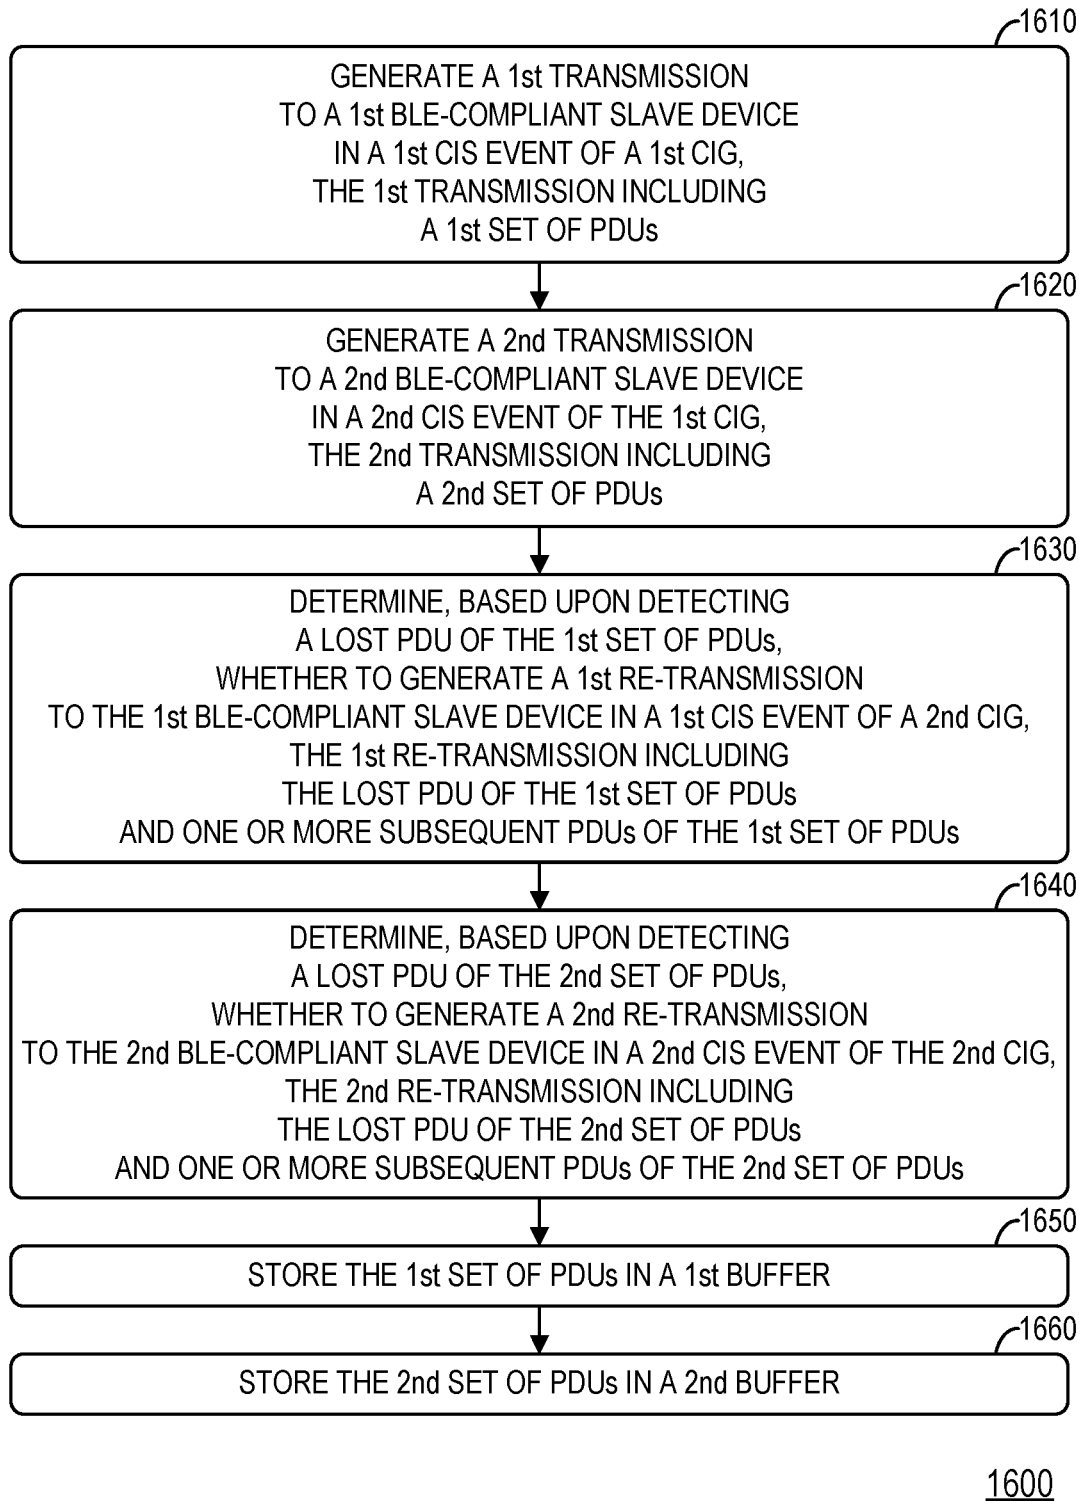 1610
GENERATE A 1st TRANSMISSION
TO A 1st BLE-COMPLIANT SLAVE DEVICE
IN A 1st CIS EVENT OF A 1st CIG,
THE 1st TRANSMISSION INCLUDING
A 1st SET OF PDUs
1620
GENERATE A 2nd TRANSMISSION
TO A 2nd BLE-COMPLIANT SLAVE DEVICE
IN A 2nd CIS EVENT OF THE 1st CIG,
THE 2nd TRANSMISSION INCLUDING
A 2nd SET OF PDUs
1630
DETERMINE, BASED UPON DETECTING
A LOST PDU OF THE 1st SET OF PDUs,
WHETHER TO GENERATE A 1st RE-TRANSMISSION
TO THE 1st BLE-COMPLIANT SLAVE DEVICE IN A 1st CIS EVENT OF A 2nd CIG,
THE 1st RE-TRANSMISSION INCLUDING
THE LOST PDU OF THE 1st SET OF PDUs
AND ONE OR MORE SUBSEQUENT PDUs OF THE 1st SET OF PDUs
1640
DETERMINE, BASED UPON DETECTING
A LOST PDU OF THE 2nd SET OF PDUs,
WHETHER TO GENERATE A 2nd RE-TRANSMISSION
TO THE 2nd BLE-COMPLIANT SLAVE DEVICE IN A 2nd CIS EVENT OF THE 2nd CIG,
THE 2nd RE-TRANSMISSION INCLUDING
THE LOST PDU OF THE 2nd SET OF PDUs
AND ONE OR MORE SUBSEQUENT PDUs OF THE 2nd SET OF PDUs
1650
STORE THE 1st SET OF PDUs IN A 1st BUFFER
1660
STORE THE 2nd SET OF PDUs IN A 2nd BUFFER
1600